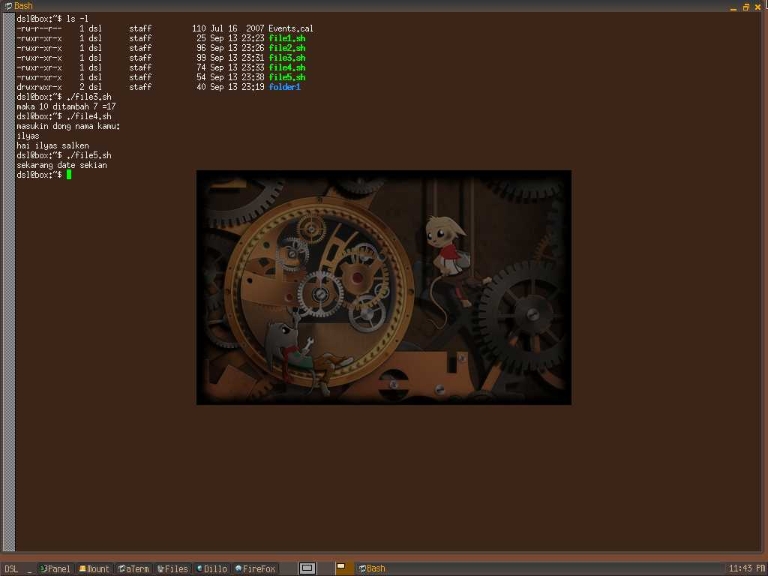 Bash
dsl@box:~$ ls -l
-rw-r--r-- 1 dsl staff 110 Jul 16 2007 Events.cal
-rwxr-xr-x 1 dsl staff 25 Sep 13 23:23 file1.sh
-rwxr-xr-x 1 dsl staff 96 Sep 13 23:26 file2.sh
-rwxr-xr-x 1 dsl staff 99 Sep 13 23:31 file3.sh
-rwxr-xr-x 1 dsl staff 74 Sep 13 23:33 file4.sh
-rwxr-xr-x 1 dsl staff 54 Sep 13 23:38 file5.sh
drwxrwxr-x 2 dsl staff 40 Sep 13 23:19 folder1
dsl@box:~$ ./file3.sh
maka 10 ditambah 7 =17
dsl@box:~$ ./file4.sh
masukin dong nama kamu:
ilyas
hai ilyas salken
dsl@box:~$ ./file5.sh
sekarang date sekian
dsl@box:~$
DSL _ Panel Mount aTerm Files Dillo FireFox Bash 11:43 PM